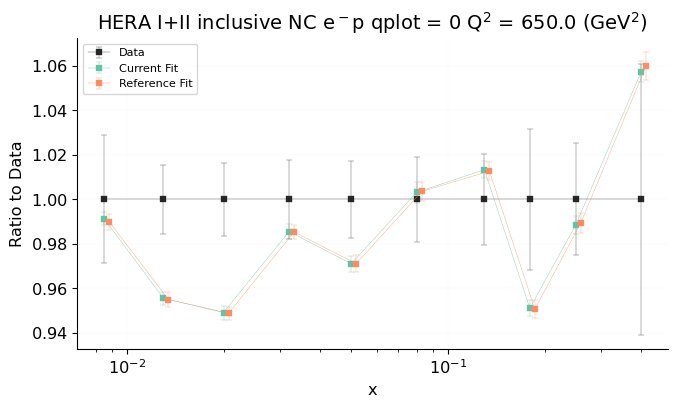 HERA I+II inclusive NC e⁻p qplot = 0 Q² = 650.0 (GeV²)
Data
Current Fit
Reference Fit
1.06
1.04
1.02
1.00
0.98
0.96
0.94
Ratio to Data
10⁻²
10⁻¹
x